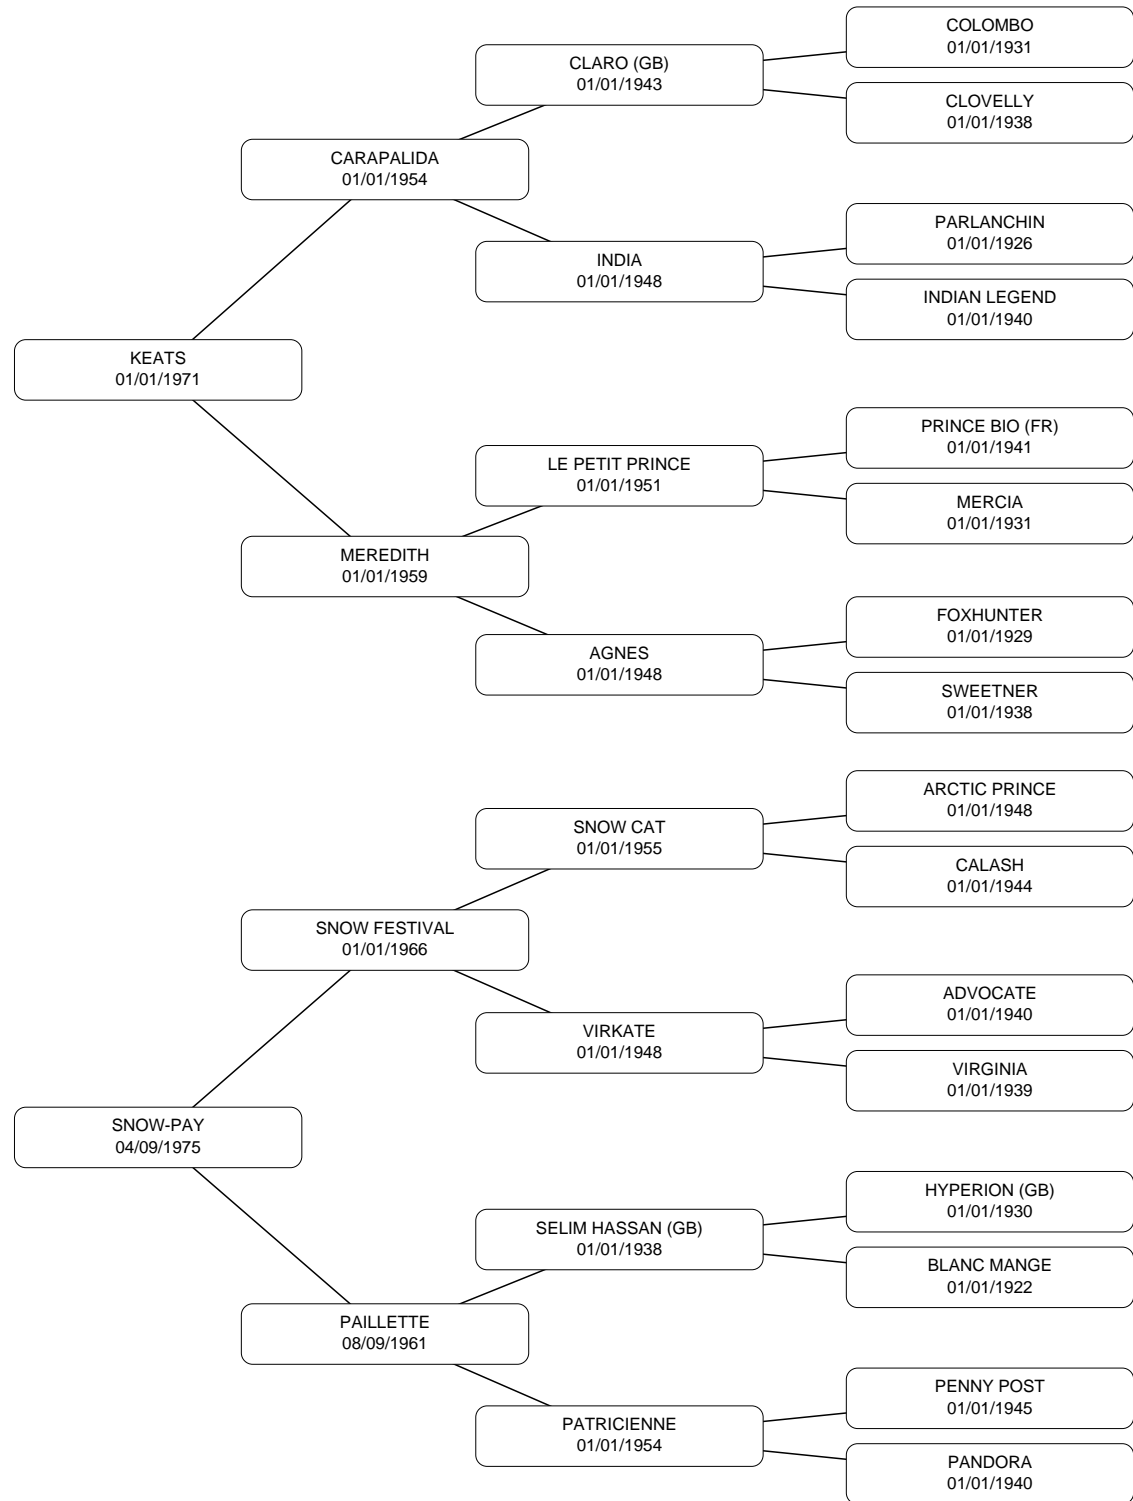 COLOMBO
01/01/1931
CLARO (GB)
01/01/1943
CLOVELLY
01/01/1938
CARAPALIDA
01/01/1954
PARLANCHIN
01/01/1926
INDIA
01/01/1948
INDIAN LEGEND
01/01/1940
KEATS
01/01/1971
PRINCE BIO (FR)
01/01/1941
LE PETIT PRINCE
01/01/1951
MERCIA
01/01/1931
MEREDITH
01/01/1959
FOXHUNTER
01/01/1929
AGNES
01/01/1948
SWEETNER
01/01/1938
ARCTIC PRINCE
01/01/1948
SNOW CAT
01/01/1955
CALASH
01/01/1944
SNOW FESTIVAL
01/01/1966
ADVOCATE
01/01/1940
VIRKATE
01/01/1948
VIRGINIA
01/01/1939
SNOW-PAY
04/09/1975
HYPERION (GB)
01/01/1930
SELIM HASSAN (GB)
01/01/1938
BLANC MANGE
01/01/1922
PAILLETTE
08/09/1961
PENNY POST
01/01/1945
PATRICIENNE
01/01/1954
PANDORA
01/01/1940